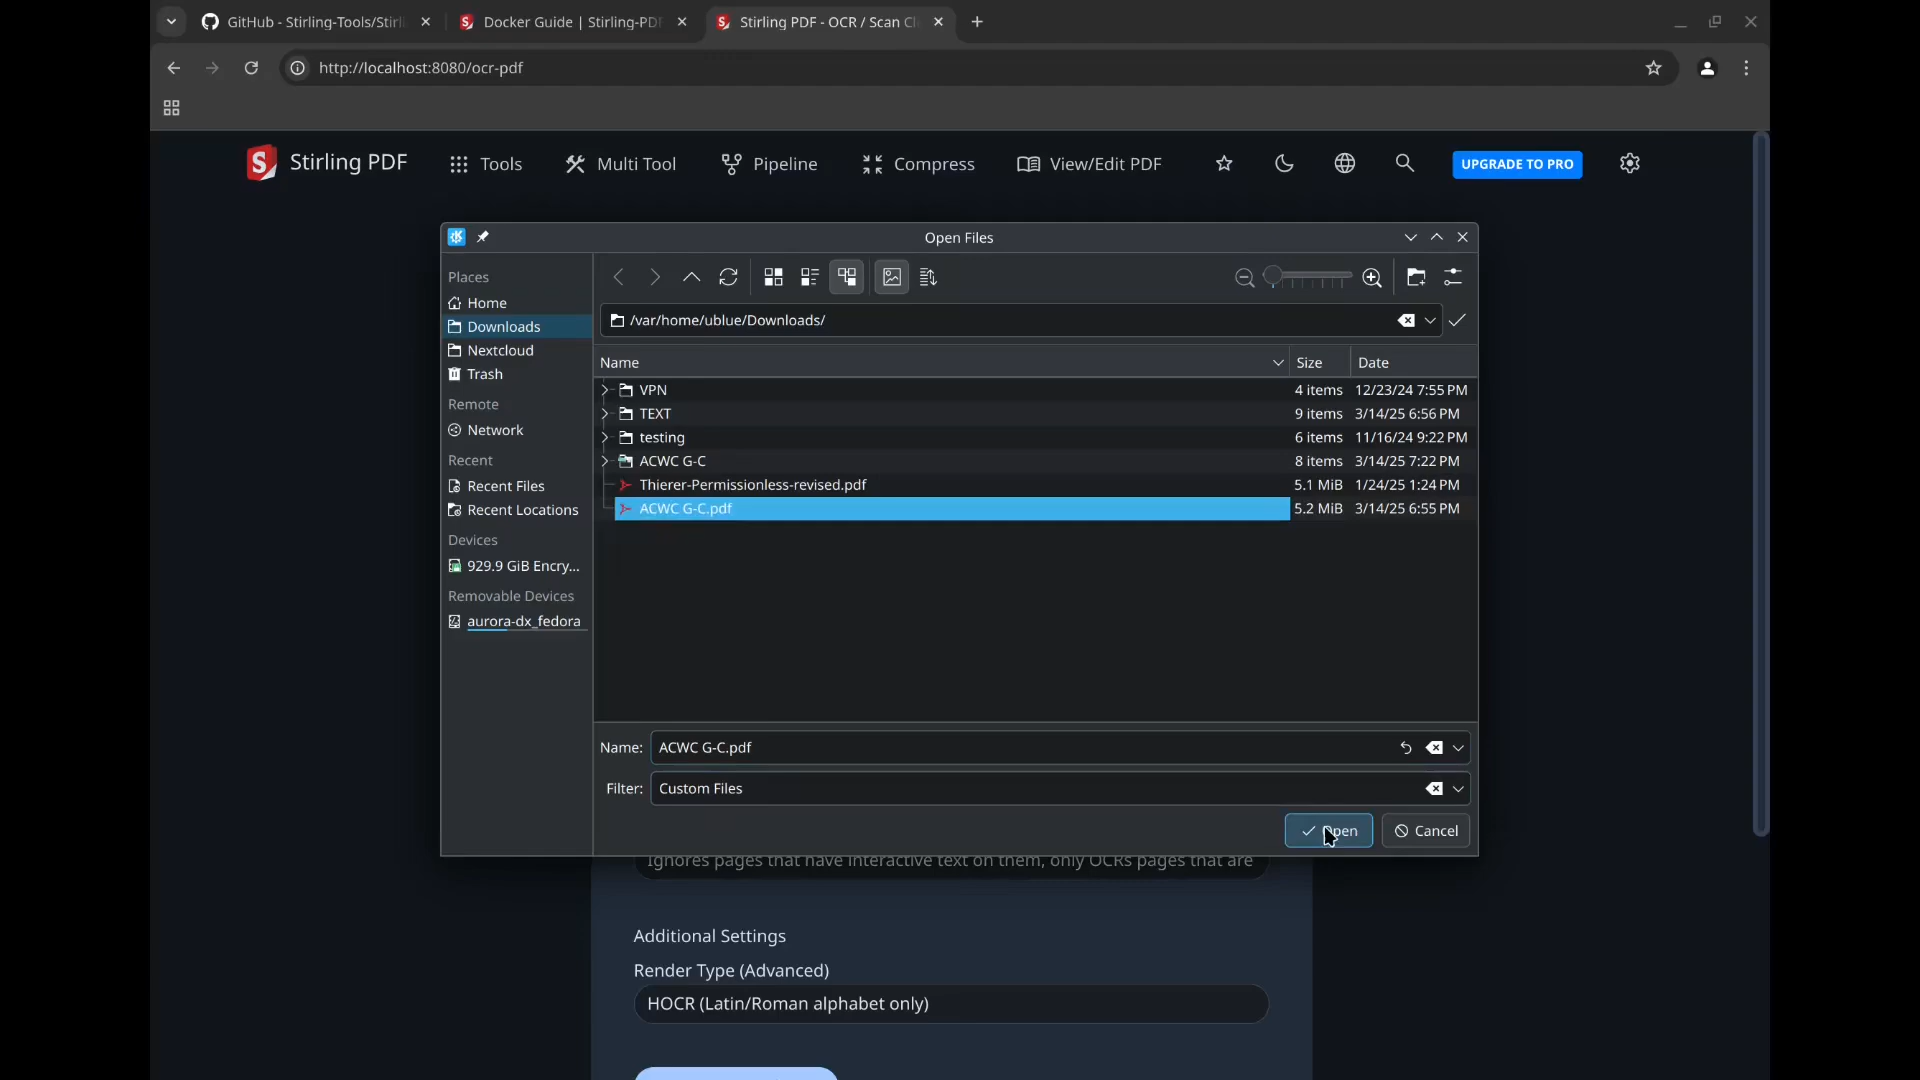 GitHub - Stirling-Tools/Stirli
Docker Guide | Stirling-PDF
Stirling PDF - OCR / Scan Cl
http://localhost:8080/ocr-pdf
Stirling PDF
Tools
Multi Tool
Pipeline
Compress
View/Edit PDF
UPGRADE TO PRO
Open Files
Places
Home
Downloads
Nextcloud
Trash
Remote
Network
Recent
Recent Files
Recent Locations
Devices
929.9 GiB Encry...
Removable Devices
aurora-dx_fedora
/var/home/ublue/Downloads/
Name Size Date
VPN 4 items 12/23/24 7:55 PM
TEXT 9 items 3/14/25 6:56 PM
testing 6 items 11/16/24 9:22 PM
ACWC G-C 8 items 3/14/25 7:22 PM
Thierer-Permissionless-revised.pdf 5.1 MiB 1/24/25 1:24 PM
ACWC G-C.pdf 5.2 MiB 3/14/25 6:55 PM
Name: ACWC G-C.pdf
Filter: Custom Files
Open Cancel
Ignores pages that have interactive text on them, only OCRs pages that are
Additional Settings
Render Type (Advanced)
HOCR (Latin/Roman alphabet only)